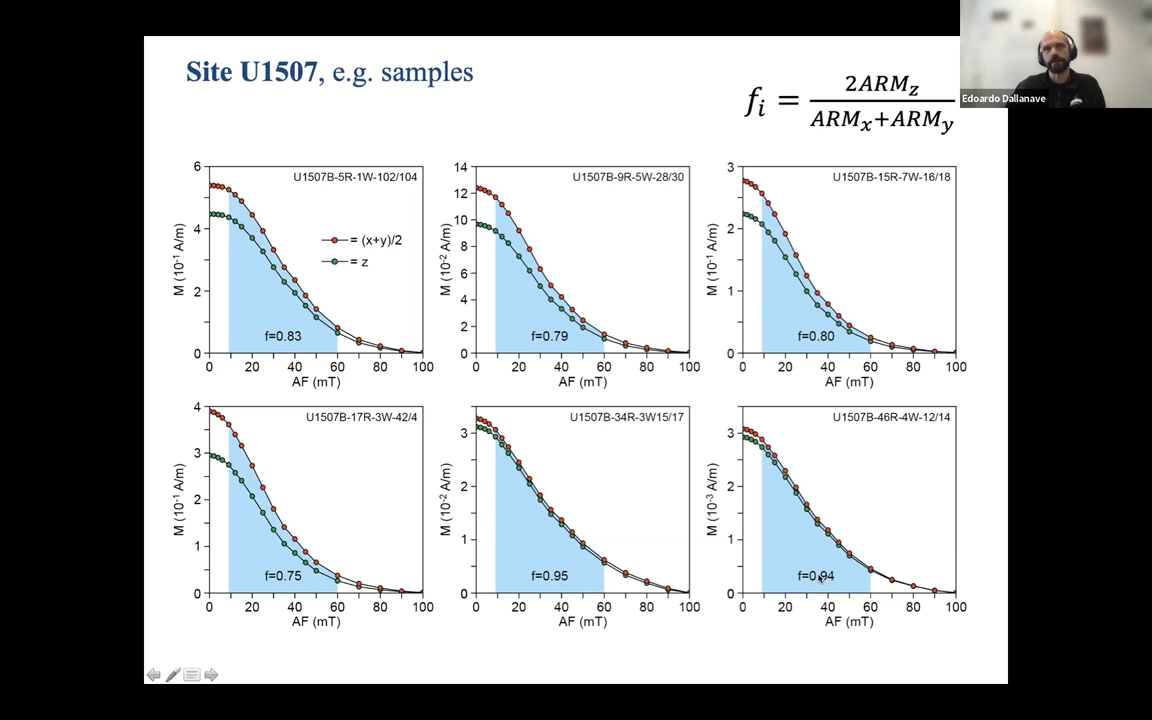 Site U1507, e.g. samples
fᵢ = 2ARM_z / ARM_x+ARM_y
Edoardo Dallanave
U1507B-5R-1W-102/104
= (x+y)/2
= z
f=0.83
M (10⁻¹ A/m)
0 2 4 6
0 20 40 60 80 100
AF (mT)
U1507B-9R-5W-28/30
f=0.79
M (10⁻² A/m)
0 2 4 6 8 10 12 14
0 20 40 60 80 100
AF (mT)
U1507B-15R-7W-16/18
f=0.80
M (10⁻¹ A/m)
0 1 2 3
0 20 40 60 80 100
AF (mT)
U1507B-17R-3W-42/4
f=0.75
M (10⁻¹ A/m)
0 1 2 3 4
0 20 40 60 80 100
AF (mT)
U1507B-34R-3W15/17
f=0.95
M (10⁻² A/m)
0 1 2 3
0 20 40 60 80 100
AF (mT)
U1507B-46R-4W-12/14
f=0.94
M (10⁻³ A/m)
0 1 2 3
0 20 40 60 80 100
AF (mT)